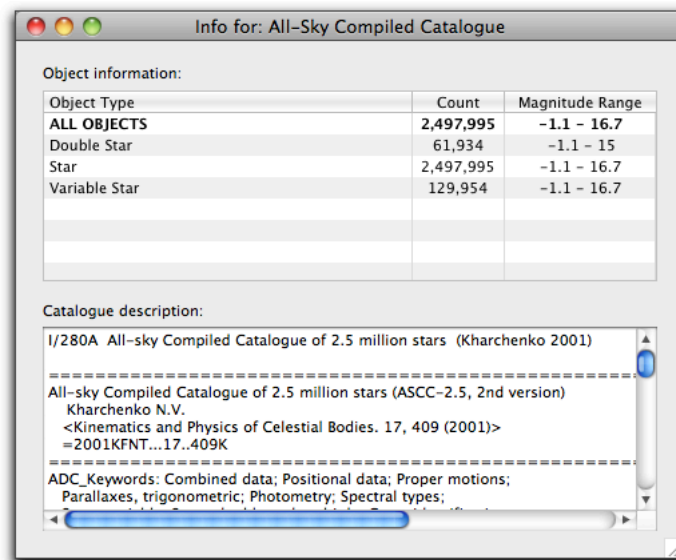 Info for: All-Sky Compiled Catalogue
Object information:
Object Type Count Magnitude Range
ALL OBJECTS 2,497,995 -1.1 - 16.7
Double Star 61,934 -1.1 - 15
Star 2,497,995 -1.1 - 16.7
Variable Star 129,954 -1.1 - 16.7
Catalogue description:
I/280A All-sky Compiled Catalogue of 2.5 million stars (Kharchenko 2001)
================================================
All-sky Compiled Catalogue of 2.5 million stars (ASCC-2.5, 2nd version)
Kharchenko N.V.
<Kinematics and Physics of Celestial Bodies. 17, 409 (2001)>
=2001KFNT...17..409K
================================================
ADC_Keywords: Combined data; Positional data; Proper motions;
Parallaxes, trigonometric; Photometry; Spectral types;